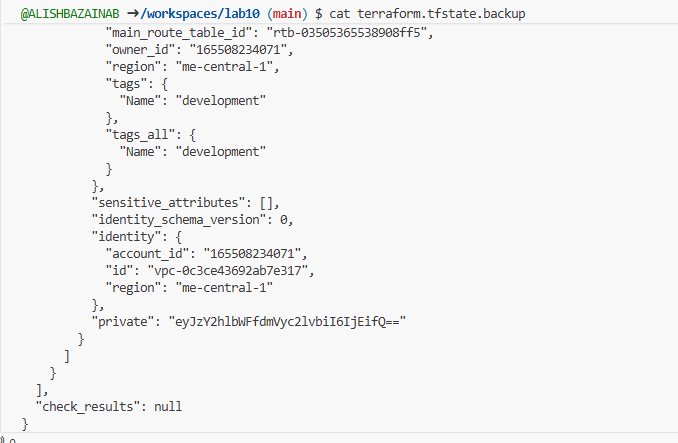 @ALISHBAZAINAB ➜/workspaces/lab10 (main) $ cat terraform.tfstate.backup
"main_route_table_id": "rtb-03505365538908ff5",
"owner_id": "165508234071",
"region": "me-central-1",
"tags": {
"Name": "development"
},
"tags_all": {
"Name": "development"
}
},
"sensitive_attributes": [],
"identity_schema_version": 0,
"identity": {
"account_id": "165508234071",
"id": "vpc-0c3ce43692ab7e317",
"region": "me-central-1"
},
"private": "eyJzY2hlbWFfdmVyc2lvbiI6IjEifQ=="
}
]
}
],
"check_results": null
}